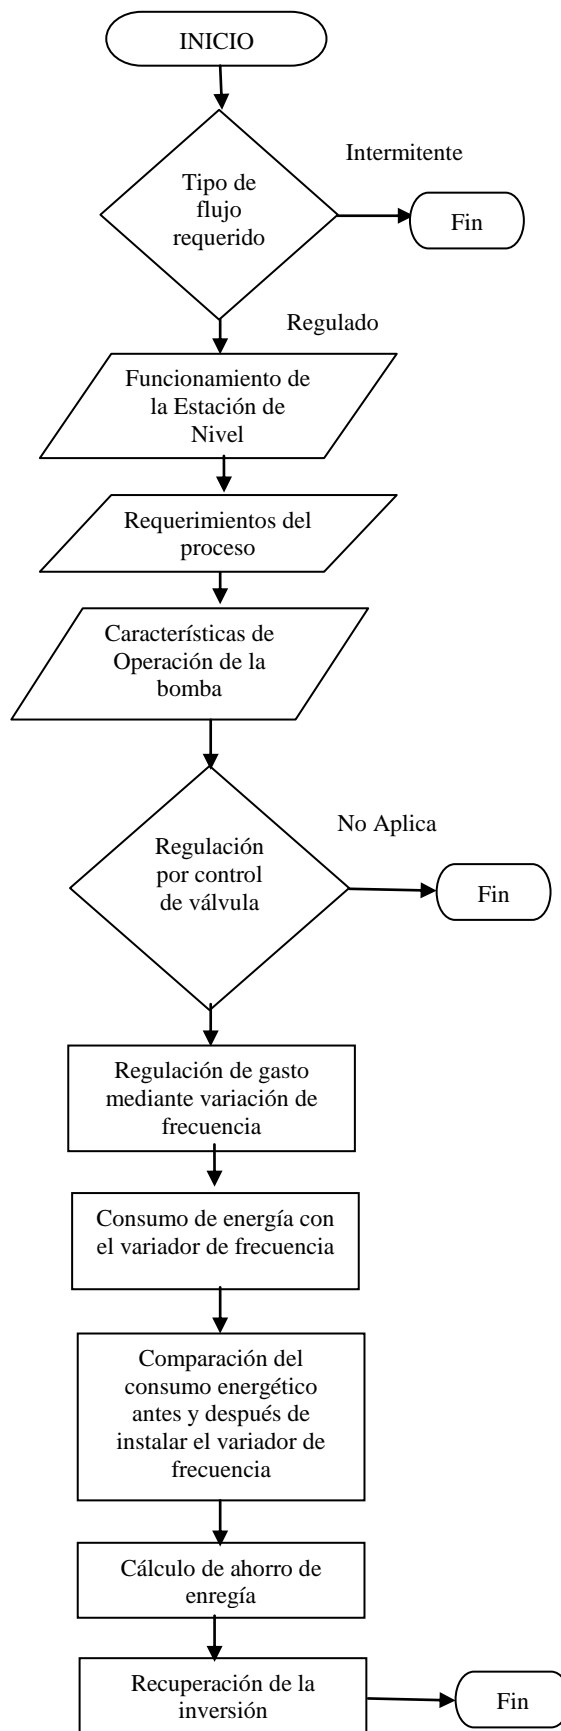 INICIO
Intermitente
Tipo de
flujo
requerido
Fin
Regulado
Funcionamiento de
la Estación de
Nivel
Requerimientos del
proceso
Características de
Operación de la
bomba
No Aplica
Regulación
por control
de válvula
Fin
Regulación de gasto
mediante variación de
frecuencia
Consumo de energía con
el variador de frecuencia
Comparación del
consumo energético
antes y después de
instalar el variador de
frecuencia
Cálculo de ahorro de
enregía
Recuperación de la
inversión
Fin